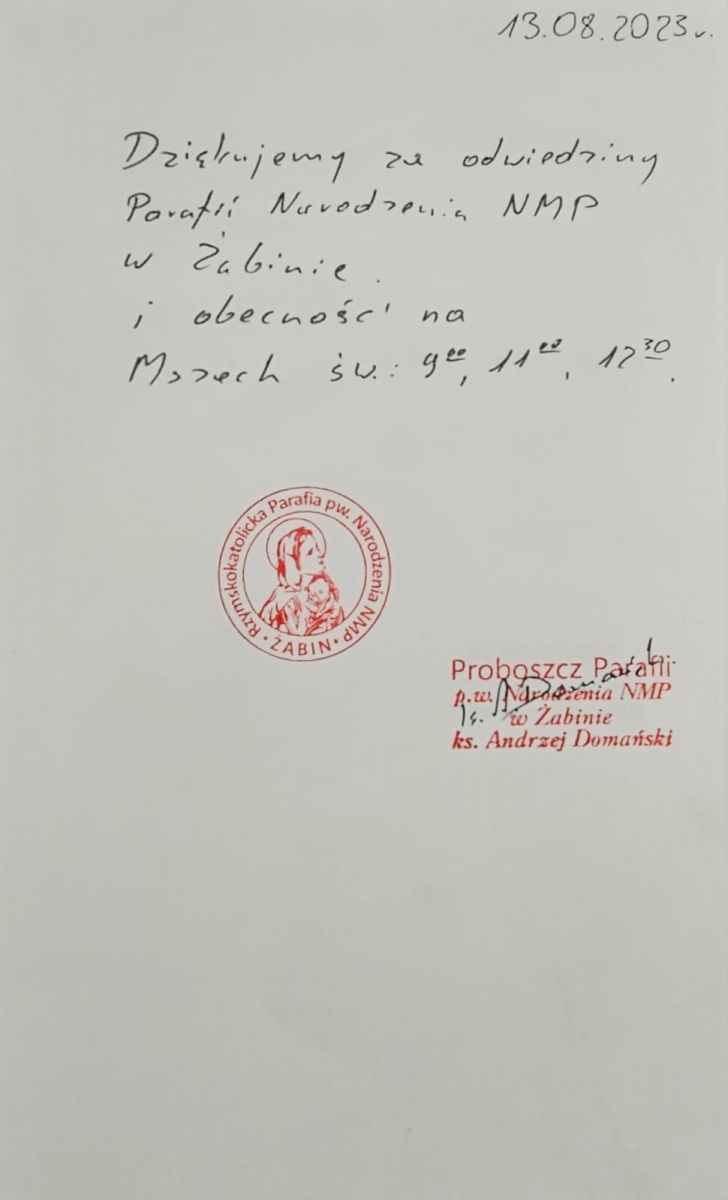 13.08.2023r.
Dziękujemy za odwiedziny
Parafii Narodzenia NMP
w Żabinie.
i obecność na
Mszach św.: 9⁰⁰, 11⁰⁰, 12³⁰.
Rzymskokatolicka Parafia pw. Narodzenia NMP
• ŻABIN •
Proboszcz Parafii
p.w. Narodzenia NMP
w Żabinie
ks. Andrzej Domański